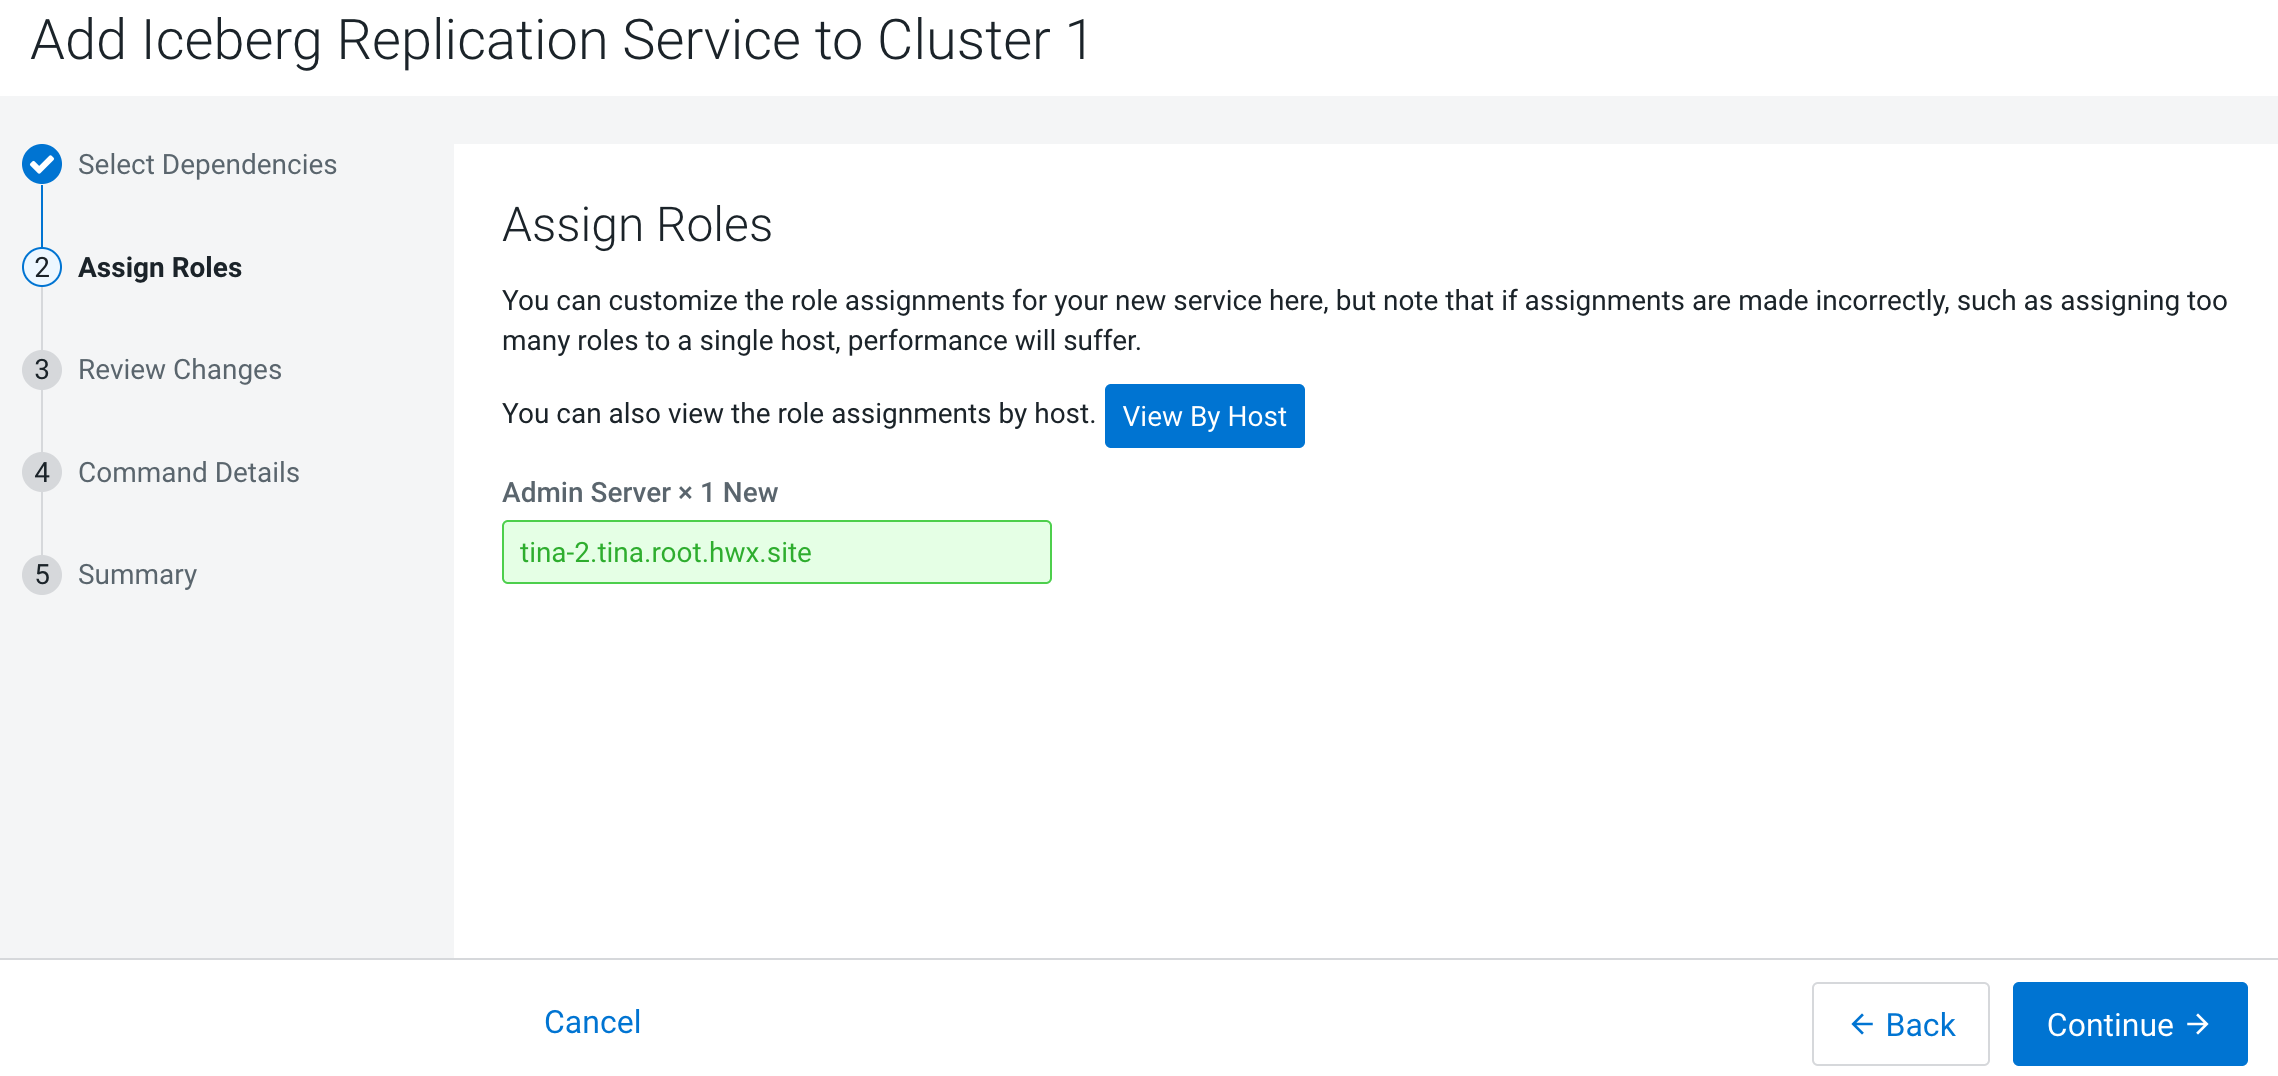 Add Iceberg Replication Service to Cluster 1
Select Dependencies
2 Assign Roles
3 Review Changes
4 Command Details
5 Summary
Assign Roles
You can customize the role assignments for your new service here, but note that if assignments are made incorrectly, such as assigning too
many roles to a single host, performance will suffer.
You can also view the role assignments by host. View By Host
Admin Server × 1 New
tina-2.tina.root.hwx.site
Cancel
← Back
Continue →